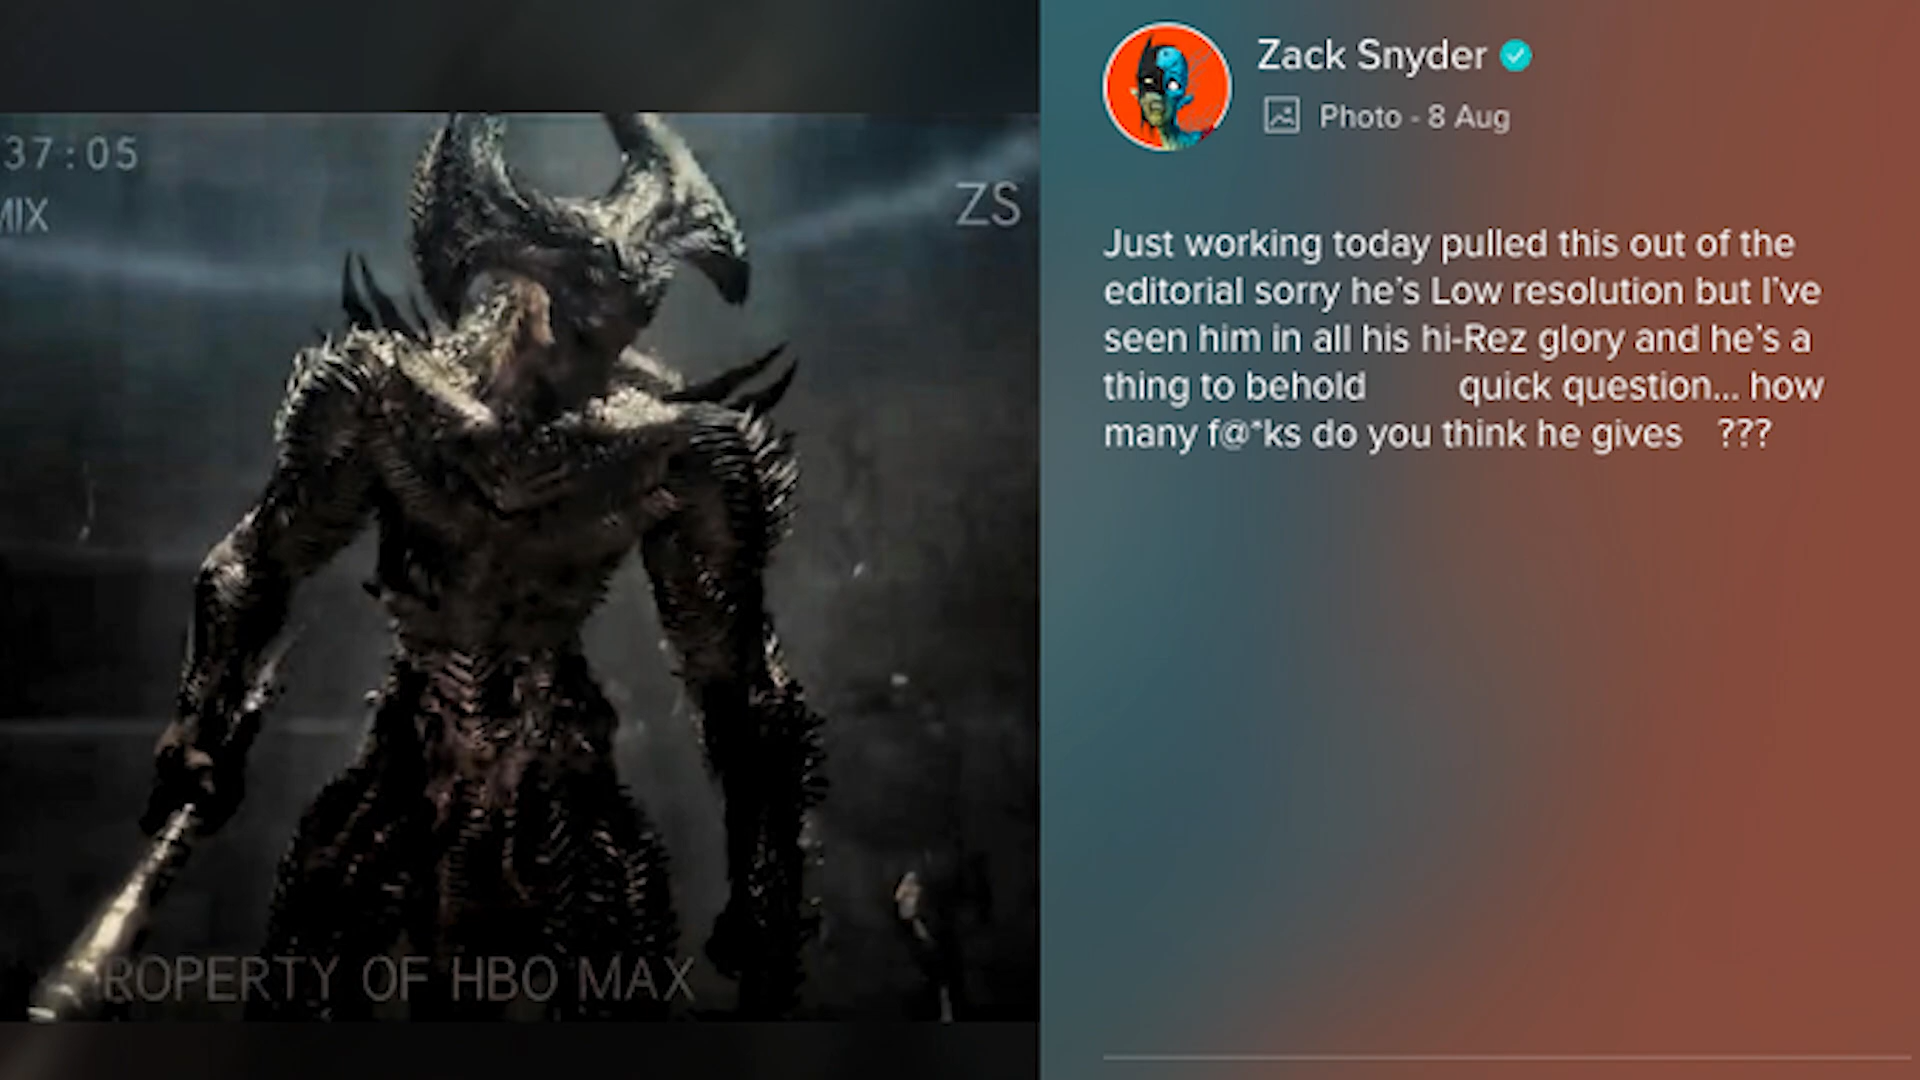 37:05
MIX
ZS
ROPERTY OF HBO MAX
Zack Snyder
Photo - 8 Aug
Just working today pulled this out of the
editorial sorry he's Low resolution but I've
seen him in all his hi-Rez glory and he's a
thing to behold quick question... how
many f@*ks do you think he gives ???